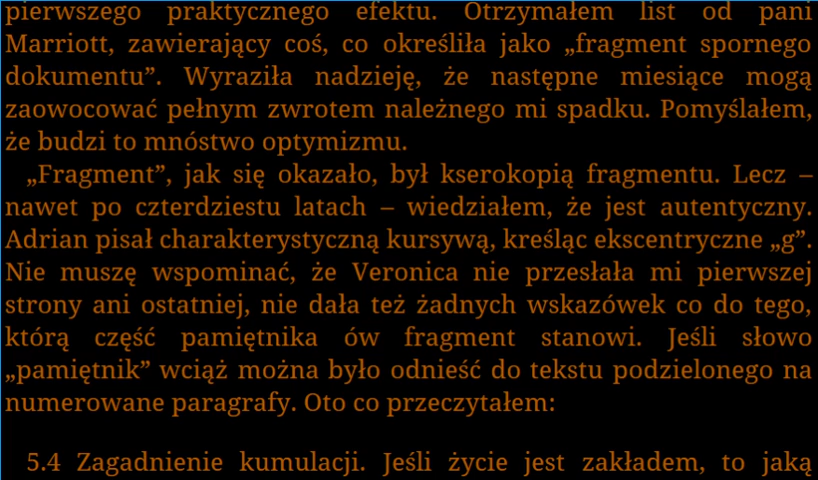 pierwszego praktycznego efektu. Otrzymałem list od pani
Marriott, zawierający coś, co określiła jako „fragment spornego
dokumentu”. Wyraziła nadzieję, że następne miesiące mogą
zaowocować pełnym zwrotem należnego mi spadku. Pomyślałem,
że budzi to mnóstwo optymizmu.
„Fragment”, jak się okazało, był kserokopią fragmentu. Lecz –
nawet po czterdziestu latach – wiedziałem, że jest autentyczny.
Adrian pisał charakterystyczną kursywą, kreśląc ekscentryczne „g”.
Nie muszę wspominać, że Veronica nie przesłała mi pierwszej
strony ani ostatniej, nie dała też żadnych wskazówek co do tego,
którą część pamiętnika ów fragment stanowi. Jeśli słowo
„pamiętnik” wciąż można było odnieść do tekstu podzielonego na
numerowane paragrafy. Oto co przeczytałem:
5.4 Zagadnienie kumulacji. Jeśli życie jest zakładem, to jaką